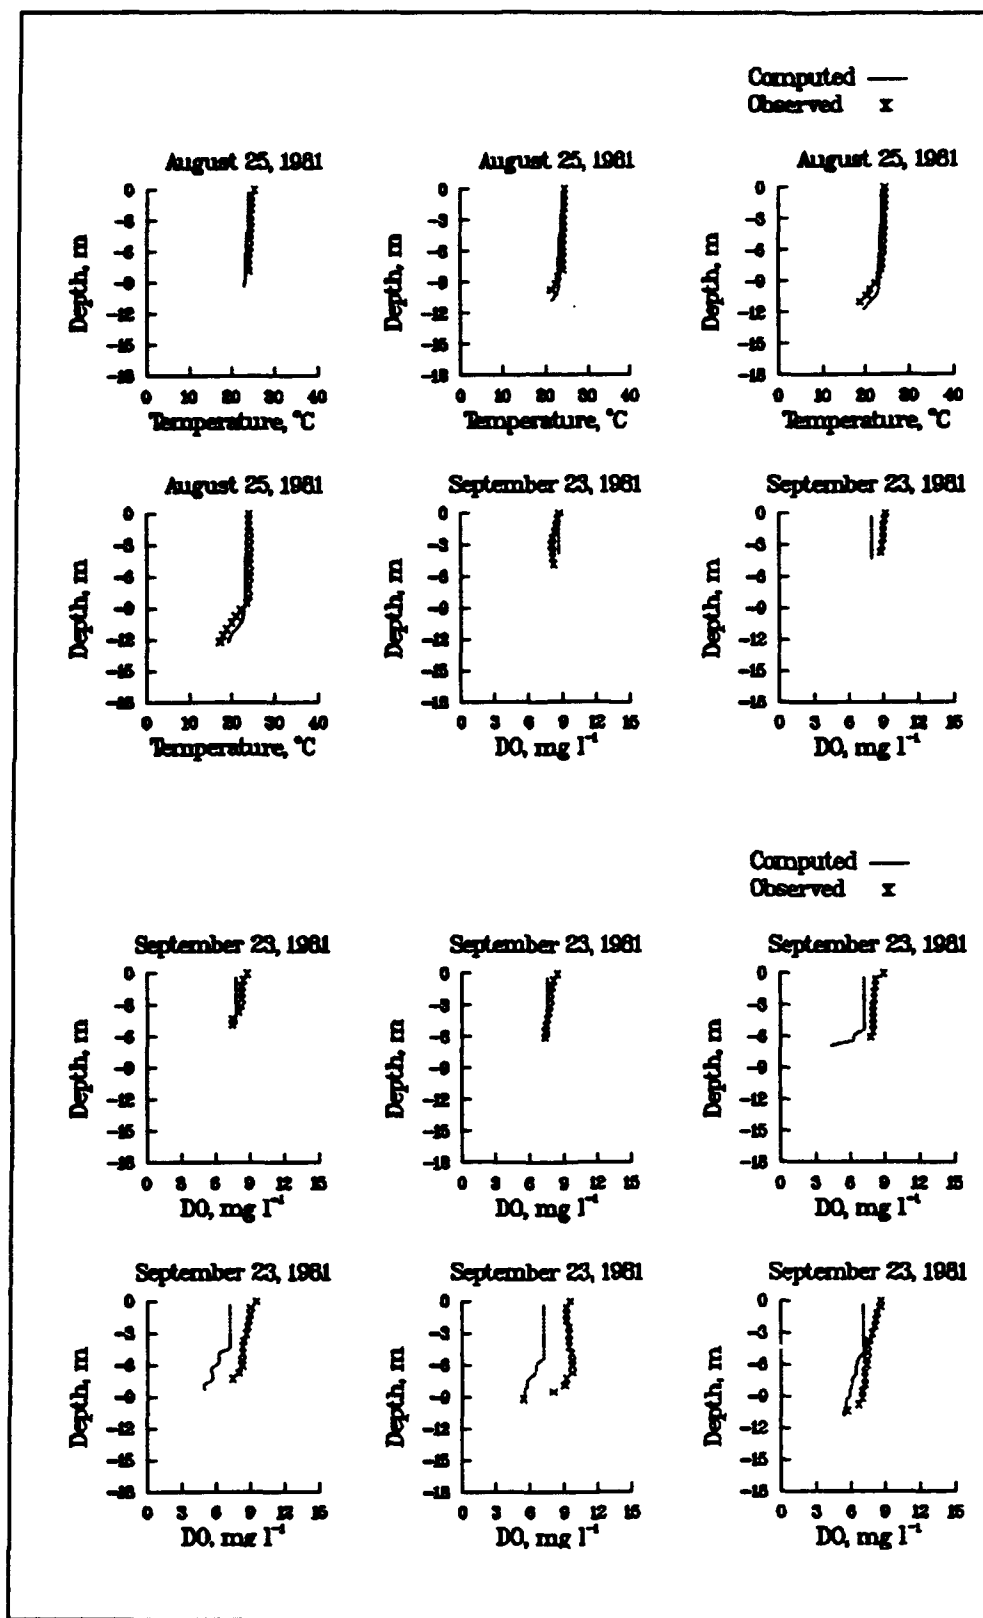 Computed
Observed x
August 25, 1981 August 25, 1981 August 25, 1981
Depth, m Depth, m Depth, m
0 0 0
-3 -3 -3
-6 -6 -6
-9 -9 -9
-12 -12 -12
-15 -15 -15
-18 -18 -18
0 10 20 30 40 0 10 20 30 40 0 10 20 30 40
Temperature, °C Temperature, °C Temperature, °C
August 25, 1981 September 23, 1981 September 23, 1981
Depth, m Depth, m Depth, m
0 0 0
-3 -3 -3
-6 -6 -6
-9 -9 -9
-12 -12 -12
-15 -15 -15
-18 -18 -18
0 10 20 30 40 0 3 6 9 12 15 0 3 6 9 12 15
Temperature, °C DO, mg l⁻¹ DO, mg l⁻¹
Computed
Observed x
September 23, 1981 September 23, 1981 September 23, 1981
Depth, m Depth, m Depth, m
0 0 0
-3 -3 -3
-6 -6 -6
-9 -9 -9
-12 -12 -12
-15 -15 -15
-18 -18 -18
0 3 6 9 12 15 0 3 6 9 12 15 0 3 6 9 12 15
DO, mg l⁻¹ DO, mg l⁻¹ DO, mg l⁻¹
September 23, 1981 September 23, 1981 September 23, 1981
Depth, m Depth, m Depth, m
0 0 0
-3 -3 -3
-6 -6 -6
-9 -9 -9
-12 -12 -12
-15 -15 -15
-18 -18 -18
0 3 6 9 12 15 0 3 6 9 12 15 0 3 6 9 12 15
DO, mg l⁻¹ DO, mg l⁻¹ DO, mg l⁻¹